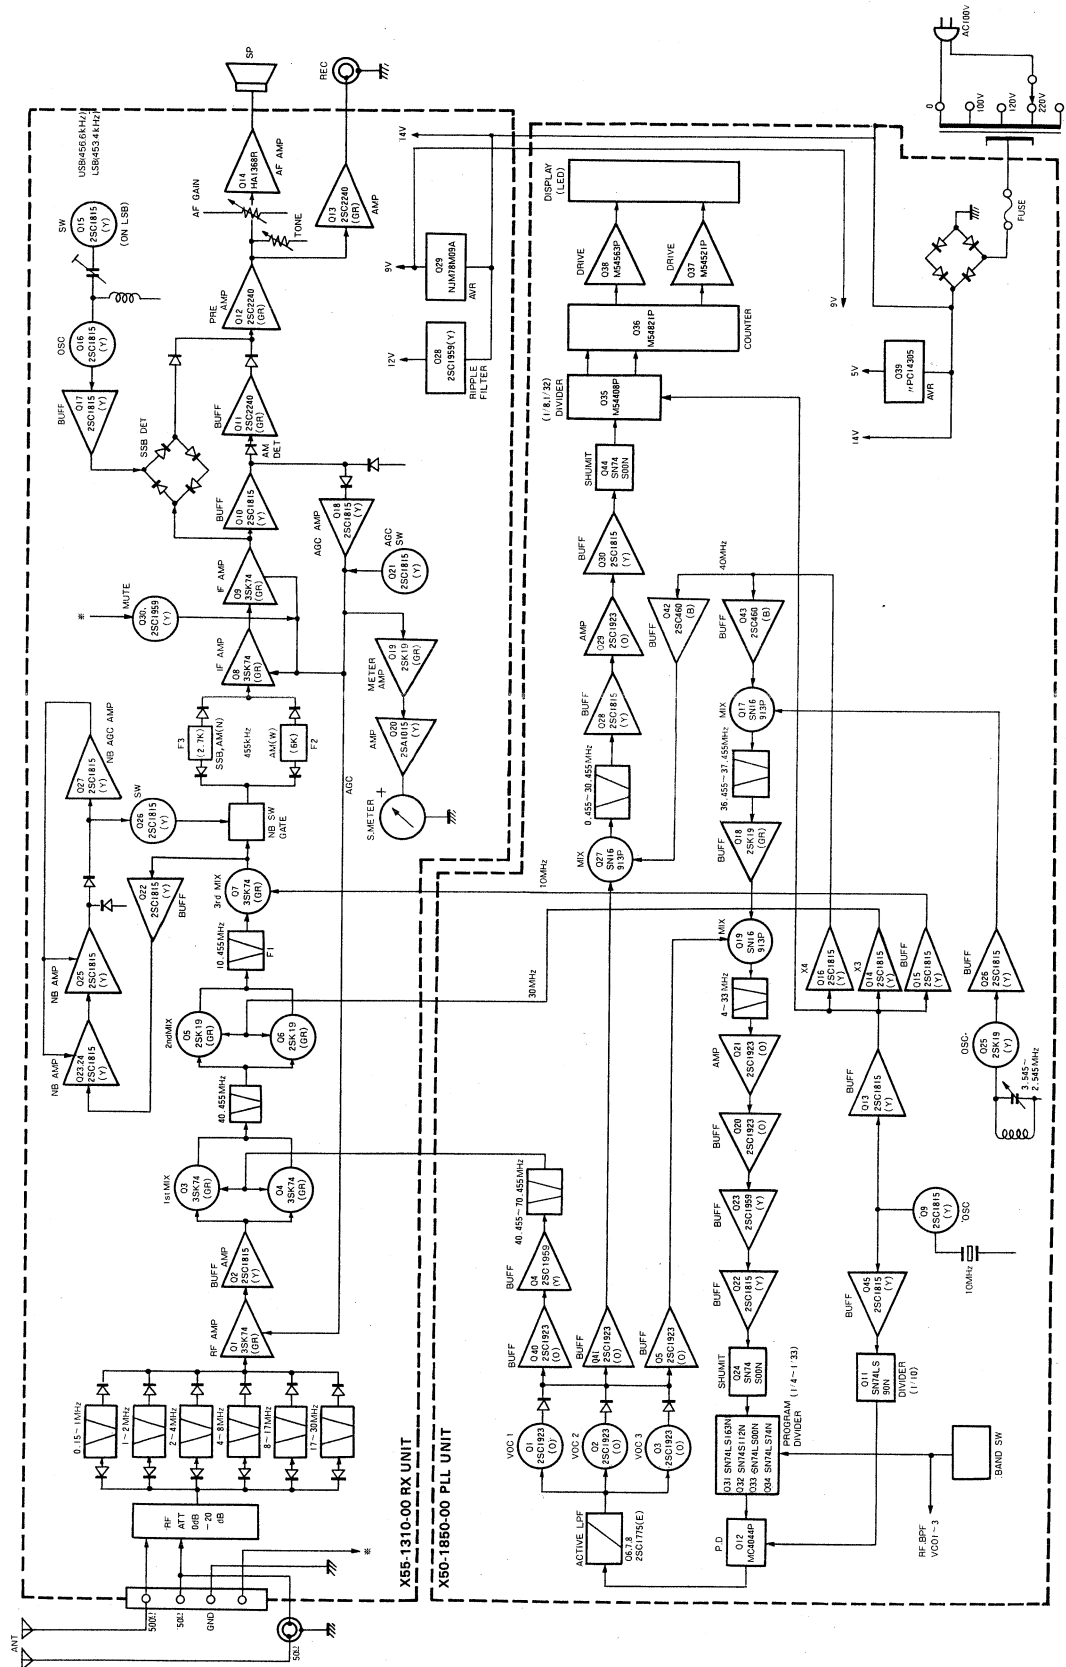 ANT
500Ω
50Ω
GND
50Ω
※
RF
ATT
0dB
-20
dB
0.15~1MHz
1~2MHz
2~4MHz
4~8MHz
8~17MHz
17~30MHz
X55-1310-00 RX UNIT
RF AMP
Q1
3SK74
(GR)
BUFF AMP
Q2
2SC1815
(Y)
1st MIX
Q3
3SK74
(GR)
Q4
3SK74
(GR)
40.455MHz
2nd MIX
Q5
2SK19
(GR)
Q6
2SK19
(GR)
10.455MHz
F1
3rd MIX
Q7
3SK74
(GR)
NB SW
GATE
NB AMP
Q23,24
2SC1815
(Y)
NB AMP
Q25
2SC1815
(Y)
Q22
2SC1815
(Y)
BUFF
SW
Q26
2SC1815
(Y)
NB AGC AMP
Q27
2SC1815
(Y)
F3
(2.7K)
SSB,AM(N)
455kHz
AM(W)
(6K)
F2
IF AMP
Q8
3SK74
(GR)
IF AMP
Q9
3SK74
(GR)
※
MUTE
Q30
2SC1959
(Y)
AGC
BUFF
Q10
2SC1815
(Y)
AM
DET
BUFF
Q11
2SC2240
(GR)
SSB DET
BUFF
Q17
2SC1815
(Y)
OSC
Q16
2SC1815
(Y)
SW
Q15
2SC1815
(Y)
(ON LSB)
USB(456.6kHz)
LSB(453.4kHz)
PRE
AMP
Q12
2SC2240
(GR)
TONE
AF GAIN
Q14
HA1368R
AF AMP
SP
Q13
2SC2240
(GR)
AMP
REC
AGC AMP
Q18
2SC1815
(Y)
AGC
SW
Q21
2SC1815
(Y)
METER
AMP
Q19
2SK19
(GR)
AMP
Q20
2SA1015
(Y)
S.METER
+
12V
Q28
2SC1959(Y)
RIPPLE
FILTER
9V
Q29
NJM78M09A
AVR
14V
X50-1850-00 PLL UNIT
ACTIVE LPF
Q6,7,8
2SC1775(E)
VOC 1
Q1
2SC1923
(O)
VOC 2
Q2
2SC1923
(O)
VOC 3
Q3
2SC1923
(O)
BUFF
Q40
2SC1923
(O)
BUFF
Q4
2SC1959
(Y)
40.455~70.455MHz
BUFF
Q41
2SC1923
(O)
BUFF
Q5
2SC1923
(O)
30MHz
10MHz
MIX
Q27
SN16
913P
0.455~30.455MHz
BUFF
Q28
2SC1815
(Y)
AMP
Q29
2SC1923
(O)
BUFF
Q30
2SC1815
(Y)
SHUMIT
Q44
SN74
S00N
(1/8,1/32)
DIVIDER
Q35
M54408P
Q36
M54821P
COUNTER
DRIVE
Q38
M54563P
DRIVE
Q37
M54521P
DISPLAY
(LED)
BUFF
Q42
2SC460
(B)
40MHz
BUFF
Q43
2SC460
(B)
MIX
Q17
SN16
913P
36.455~37.455MHz
BUFF
Q18
2SK19
(GR)
MIX
Q19
SN16
913P
4~33MHz
AMP
Q21
2SC1923
(O)
BUFF
Q20
2SC1923
(O)
BUFF
Q23
2SC1959
(Y)
BUFF
Q22
2SC1815
(Y)
SHUMIT
Q24
SN74
S00N
PROGRAM (1/4~1/33)
DIVIDER
Q31 SN74LS163N
Q32 SN74S112N
Q33 SN74LS00N
Q34 SN74LS74N
P.D
Q12
MC4044P
BAND SW
RF.BPF
VCO1~3
Q11
SN74LS
90N
DIVIDER
(1/10)
BUFF
Q45
2SC1815
(Y)
Q9
2SC1815
(Y)
OSC
10MHz
BUFF
Q13
2SC1815
(Y)
X4
Q16
2SC1815
(Y)
X3
Q14
2SC1815
(Y)
BUFF
Q15
2SC1815
(Y)
OSC
Q25
2SK19
(Y)
3.545~
2.545MHz
BUFF
Q26
2SC1815
(Y)
9V
5V
Q39
μPC14305
AVR
14V
FUSE
0
100V
120V
220V
AC100V